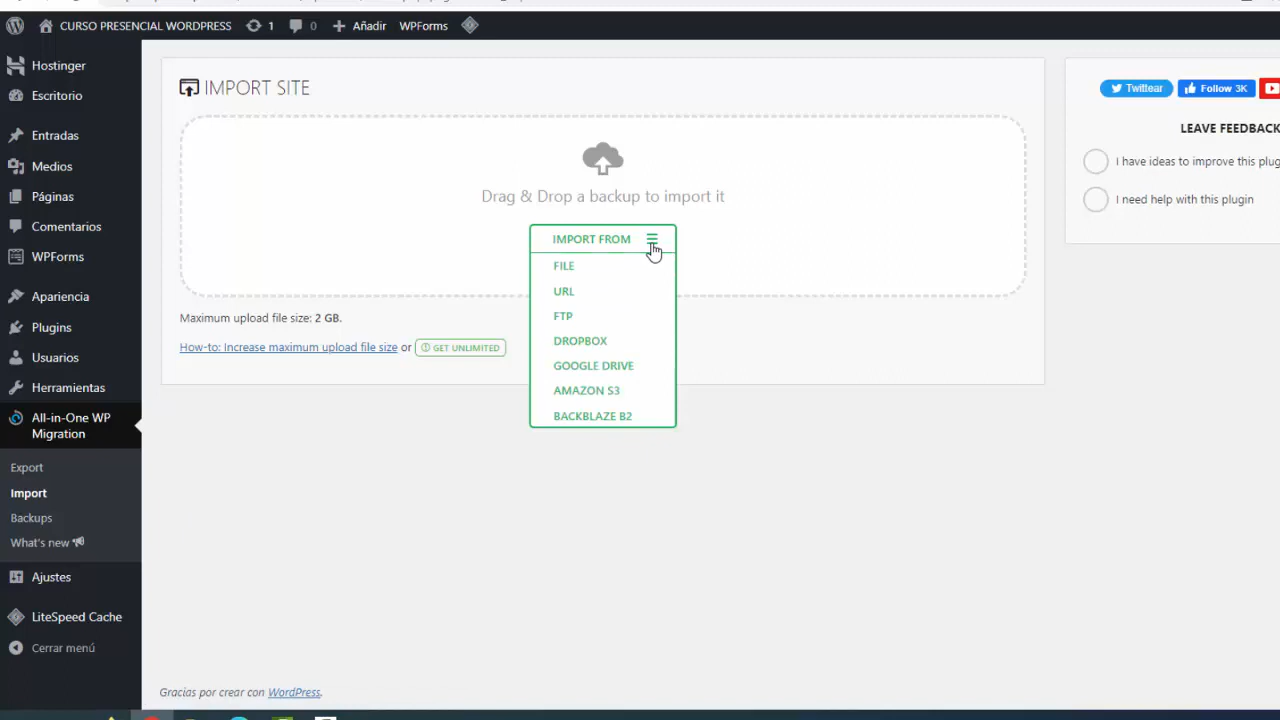 CURSO PRESENCIAL WORDPRESS 1 0 Añadir WPForms
Hostinger
Escritorio
Entradas
Medios
Páginas
Comentarios
WPForms
Apariencia
Plugins
Usuarios
Herramientas
All-in-One WP
Migration
Export
Import
Backups
What's new
Ajustes
LiteSpeed Cache
Cerrar menú
IMPORT SITE
Drag & Drop a backup to import it
IMPORT FROM
FILE
URL
FTP
DROPBOX
GOOGLE DRIVE
AMAZON S3
BACKBLAZE B2
Maximum upload file size: 2 GB.
How-to: Increase maximum upload file size or GET UNLIMITED
Twittear Follow 3K
LEAVE FEEDBACK
I have ideas to improve this plug
I need help with this plugin
Gracias por crear con WordPress.